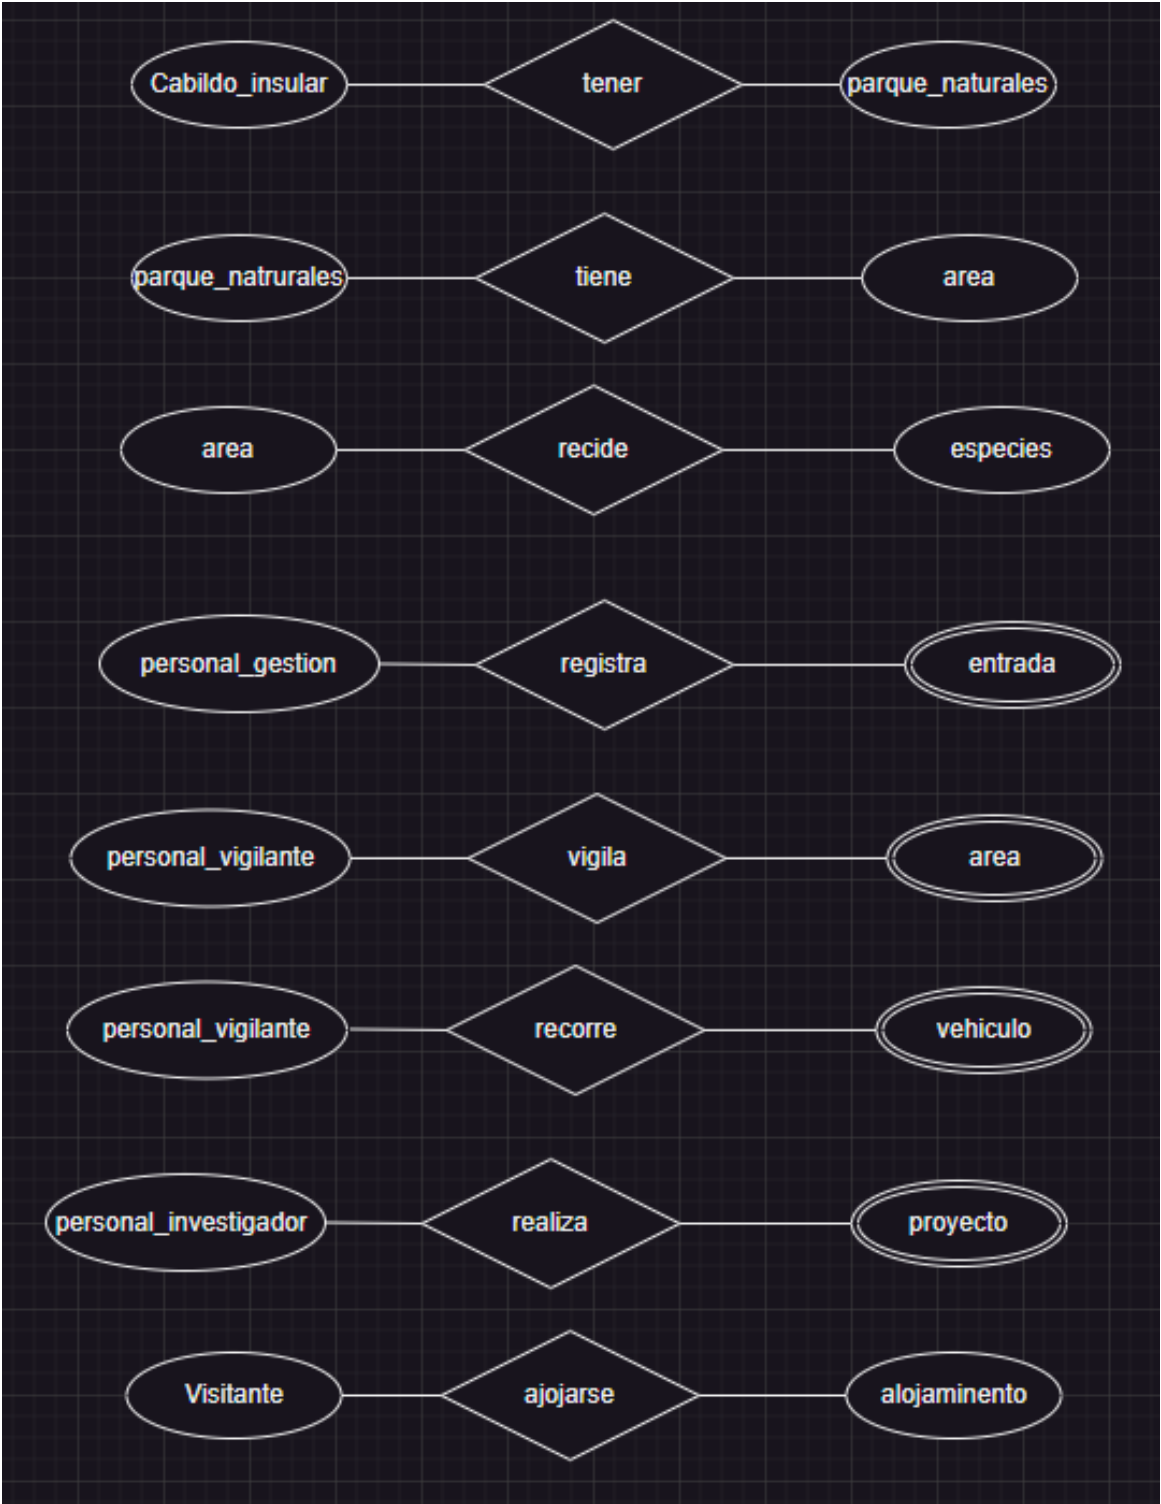 Cabildo_insular tener parque_naturales
parque_natrurales tiene area
area recide especies
personal_gestion registra entrada
personal_vigilante vigila area
personal_vigilante recorre vehiculo
personal_investigador realiza proyecto
Visitante ajojarse alojaminento